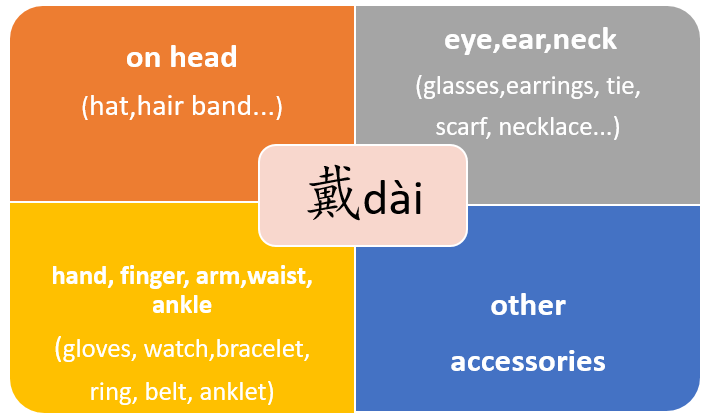 on head
(hat,hair band...)
eye,ear,neck
(glasses,earrings, tie,
scarf, necklace...)
戴dài
hand, finger, arm,waist,
ankle
(gloves, watch,bracelet,
ring, belt, anklet)
other
accessories